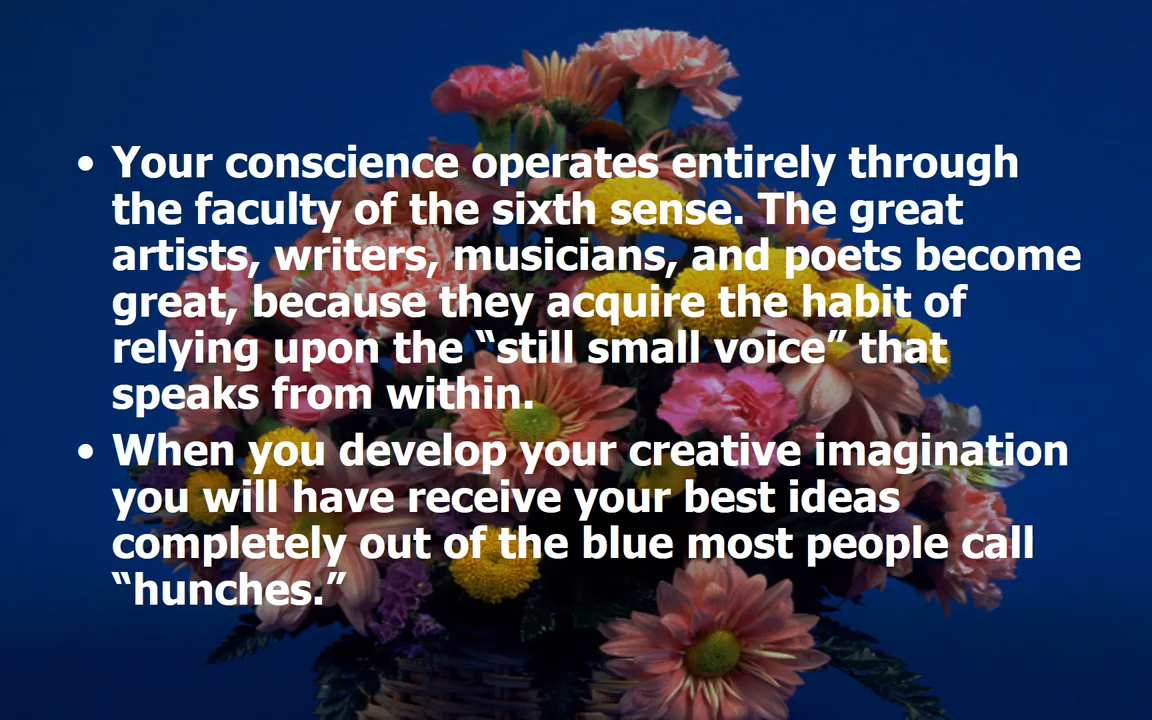 • Your conscience operates entirely through
the faculty of the sixth sense. The great
artists, writers, musicians, and poets become
great, because they acquire the habit of
relying upon the “still small voice” that
speaks from within.
• When you develop your creative imagination
you will have receive your best ideas
completely out of the blue most people call
“hunches.”